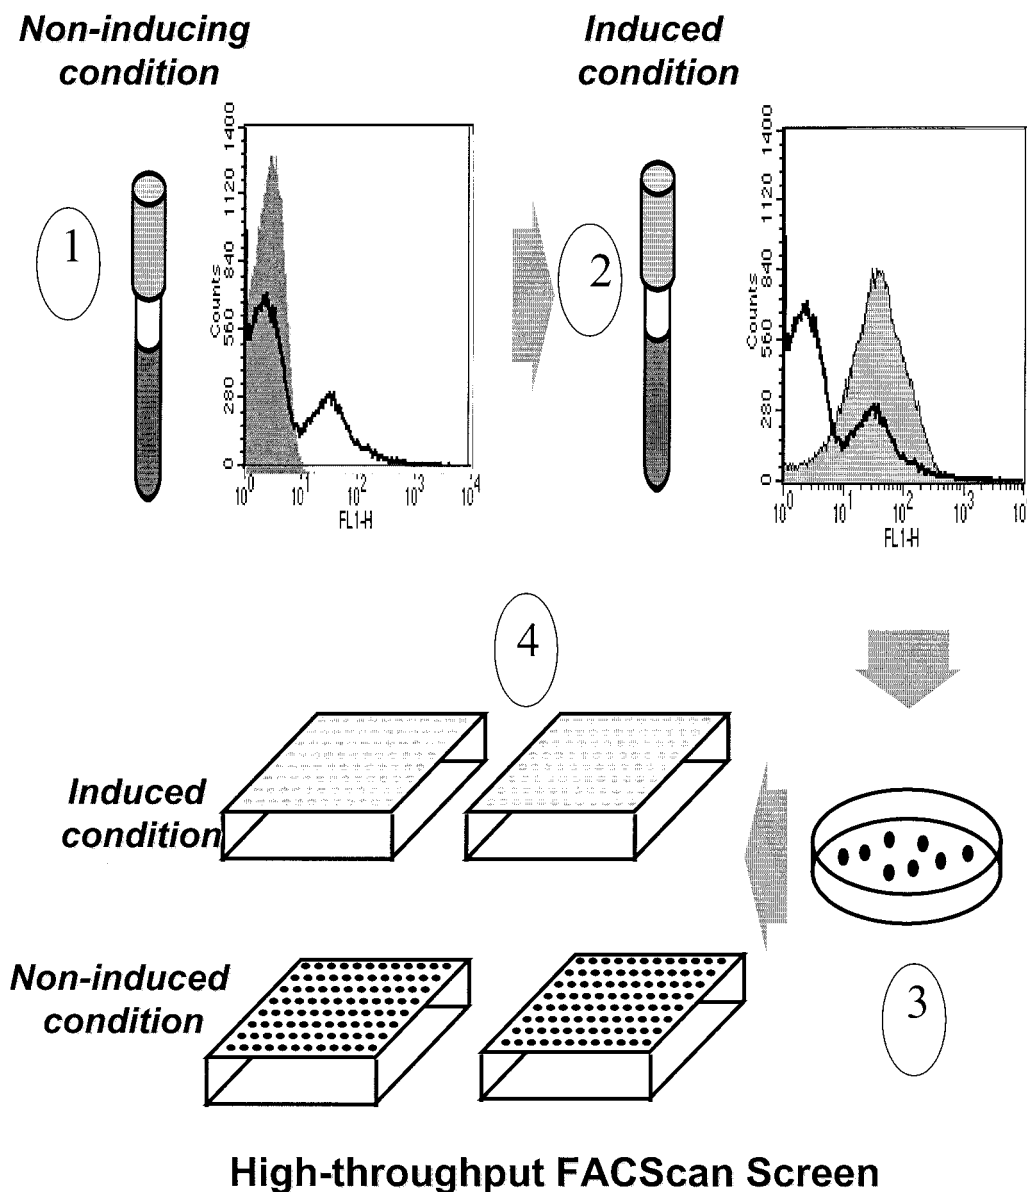 Non-inducing
condition
Induced
condition
1
1400
1120
840
560
280
0
Counts
10^0 10^1 10^2 10^3 10^4
FL1-H
2
1400
1120
840
560
280
0
Counts
10^0 10^1 10^2 10^3
FL1-H
4
Induced
condition
Non-induced
condition
3
High-throughput FACScan Screen